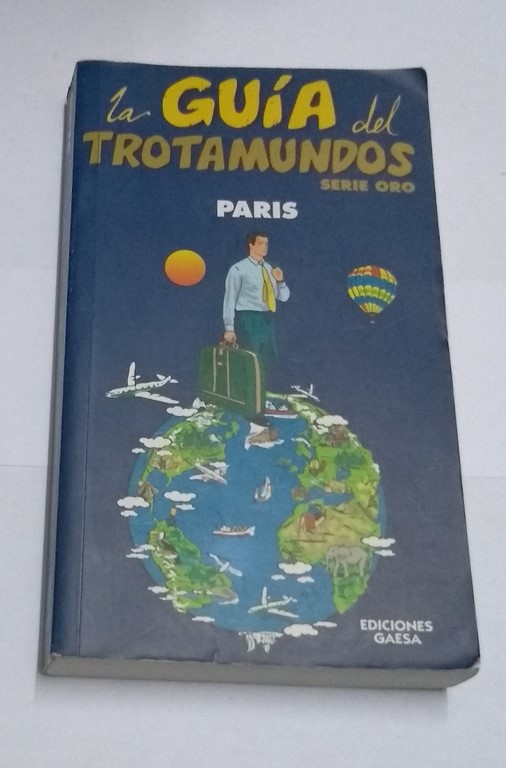 la GUÍA del
TROTAMUNDOS
SERIE ORO
PARIS
EDICIONES
GAESA